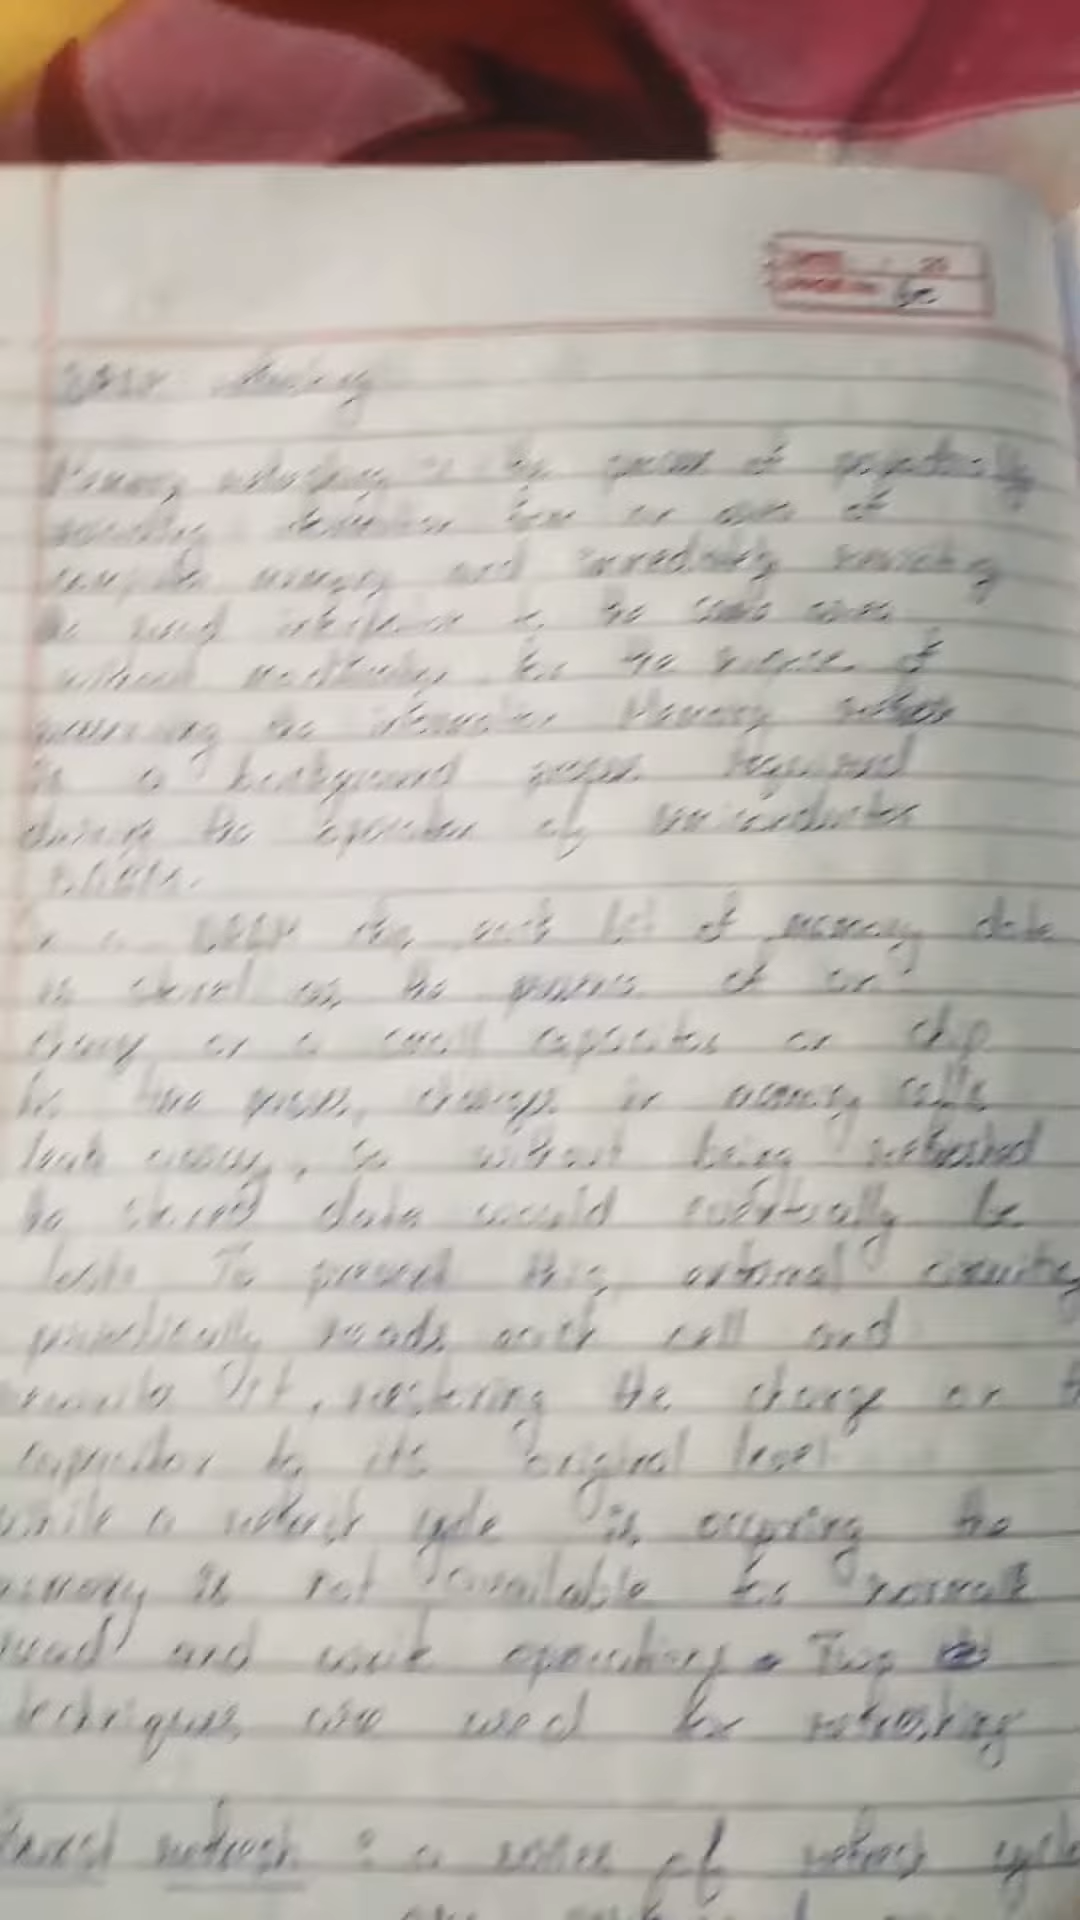 Memory refreshing is the process of periodically
reading information from an area of
computer memory and immediately rewriting
the read information to the same area
without modification, for the purpose of
preserving the information Memory refresh
is a background process required
during the operation of semiconductor
DRAM.
In a DRAM chip each bit of memory data
is stored as the presence of an
charge on a small capacitor on chip
As time passes, charges in memory cells
leak away, so without being refreshed
the stored data would eventually be
lost. To prevent this, external circuitry
periodically reads each cell and
rewrites it, restoring the charge on
capacitor to its original level
while a refresh cycle is occuring the
memory is not available for normal
read and write operations. Two
techniques are used for refreshing
Burst refresh : a series of refresh cycle